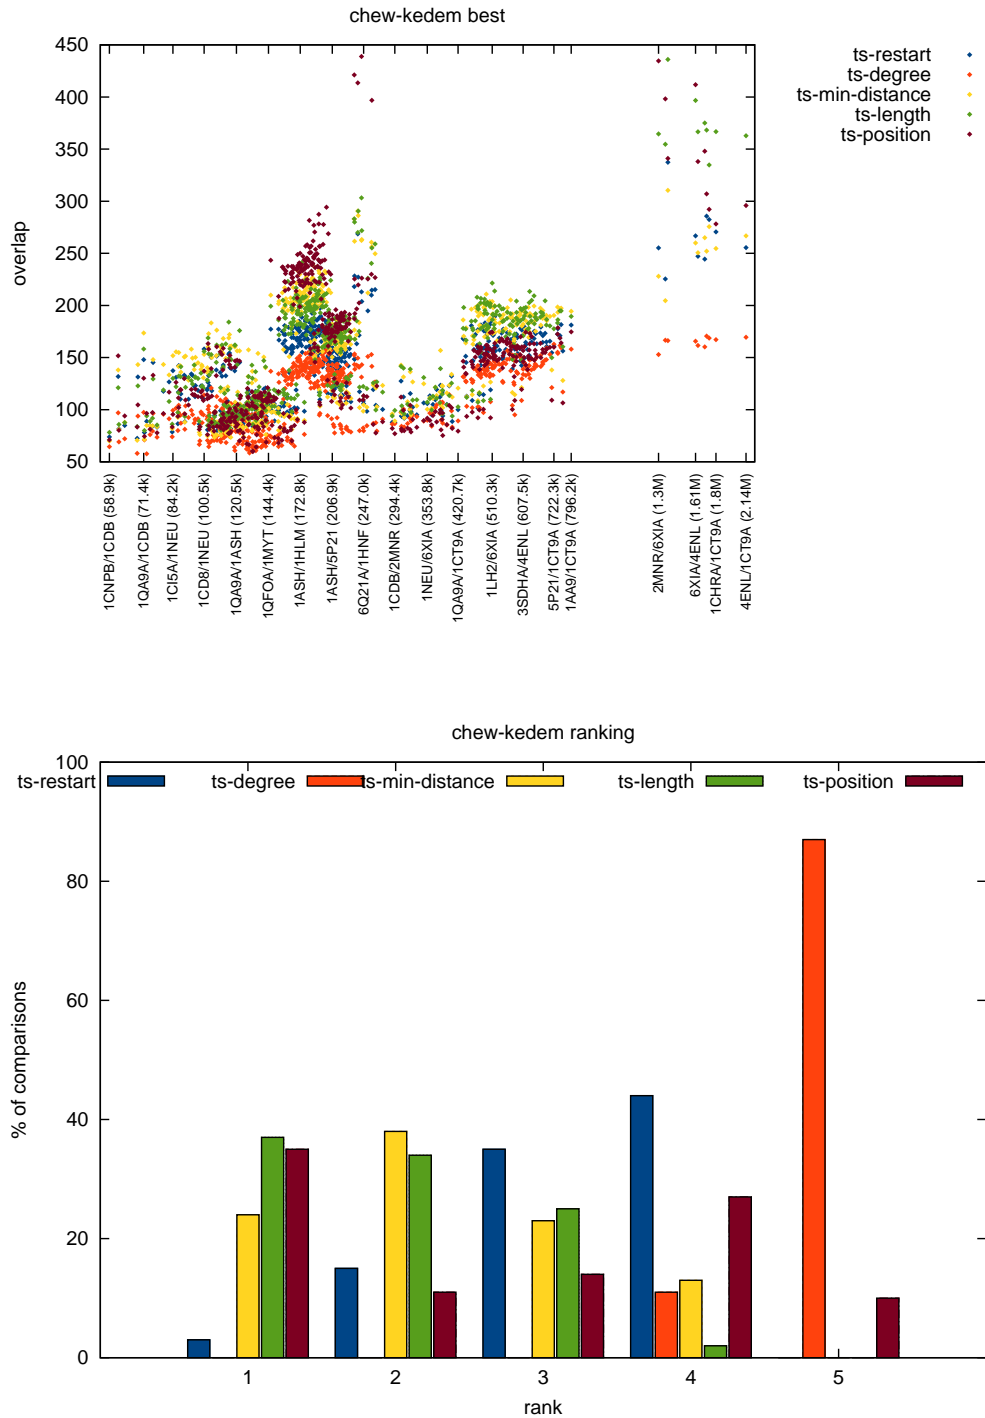 chew-kedem best
450
400
350
300
250
200
150
100
50
overlap
ts-restart
ts-degree
ts-min-distance
ts-length
ts-position
1CNPB/1CDB (58.9k)
1QA9A/1CDB (71.4k)
1CI5A/1NEU (84.2k)
1CD8/1NEU (100.5k)
1QA9A/1ASH (120.5k)
1QFOA/1MYT (144.4k)
1ASH/1HLM (172.8k)
1ASH/5P21 (206.9k)
6Q21A/1HNF (247.0k)
1CDB/2MNR (294.4k)
1NEU/6XIA (353.8k)
1QA9A/1CT9A (420.7k)
1LH2/6XIA (510.3k)
3SDHA/4ENL (607.5k)
5P21/1CT9A (722.3k)
1AA9/1CT9A (796.2k)
2MNR/6XIA (1.3M)
6XIA/4ENL (1.61M)
1CHRA/1CT9A (1.8M)
4ENL/1CT9A (2.14M)
chew-kedem ranking
100
80
60
40
20
0
% of comparisons
ts-restart
ts-degree
ts-min-distance
ts-length
ts-position
1 2 3 4 5
rank